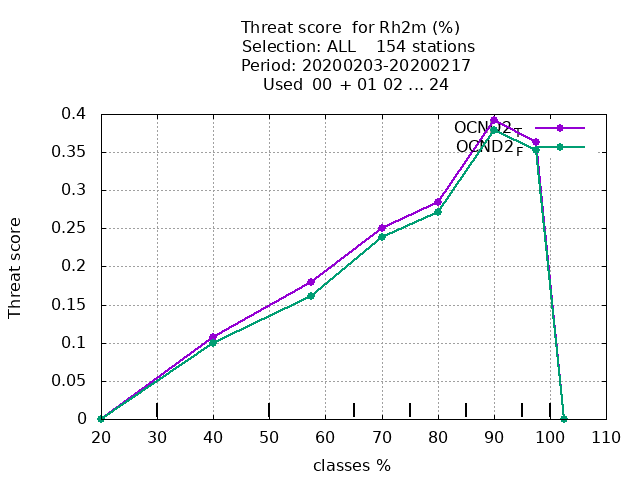 Threat score  for Rh2m (%)
Selection: ALL    154 stations
Period: 20200203-20200217
Used  00 + 01 02 ... 24
OCND2 T
OCND2 F
Threat score
0.4
0.35
0.3
0.25
0.2
0.15
0.1
0.05
0
20 30 40 50 60 70 80 90 100 110
classes %